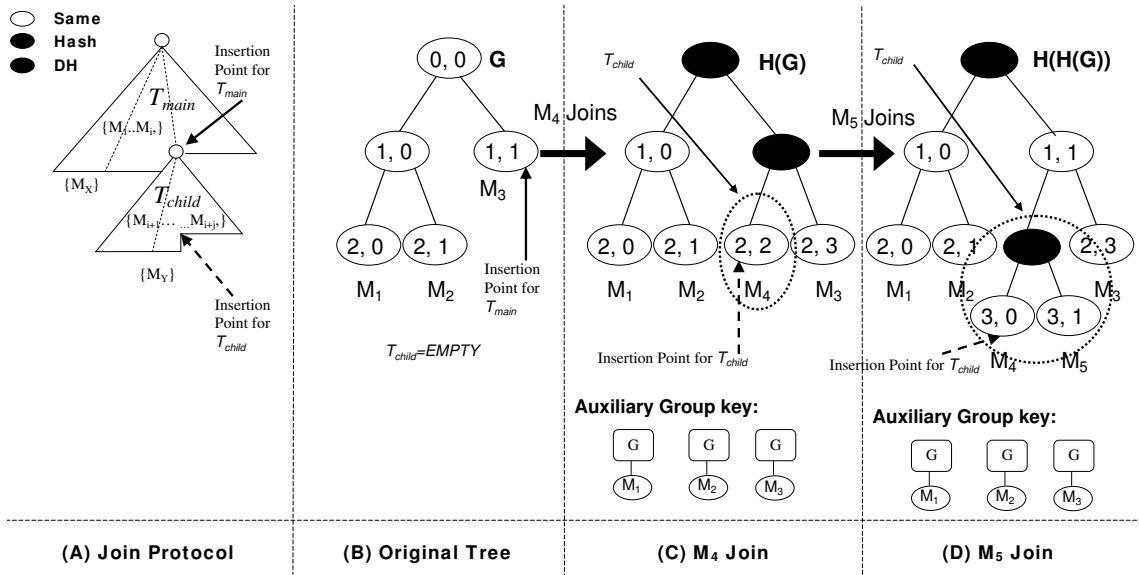 Same
Hash
DH
Insertion
Point for
T_main
T_main
{M_i..M_i,}
{M_X}
T_child
{M_i+1.... ...M_i+j,}
{M_Y}
Insertion
Point for
T_child
0, 0
G
1, 0
1, 1
M_3
2, 0
2, 1
M_1
M_2
Insertion
Point for
T_main
T_child=EMPTY
M_4 Joins
T_child
H(G)
1, 0
2, 0
2, 1
2, 2
2, 3
M_1
M_2
M_4
M_3
Insertion Point for T_child
Auxiliary Group key:
G
G
G
M_1
M_2
M_3
M_5 Joins
T_child
H(H(G))
1, 0
1, 1
2, 0
2, 1
2, 3
M_1
M_2
M_3
3, 0
3, 1
Insertion Point for T_child
M_4
M_5
Auxiliary Group key:
G
G
G
M_1
M_2
M_3
(A) Join Protocol
(B) Original Tree
(C) M_4 Join
(D) M_5 Join